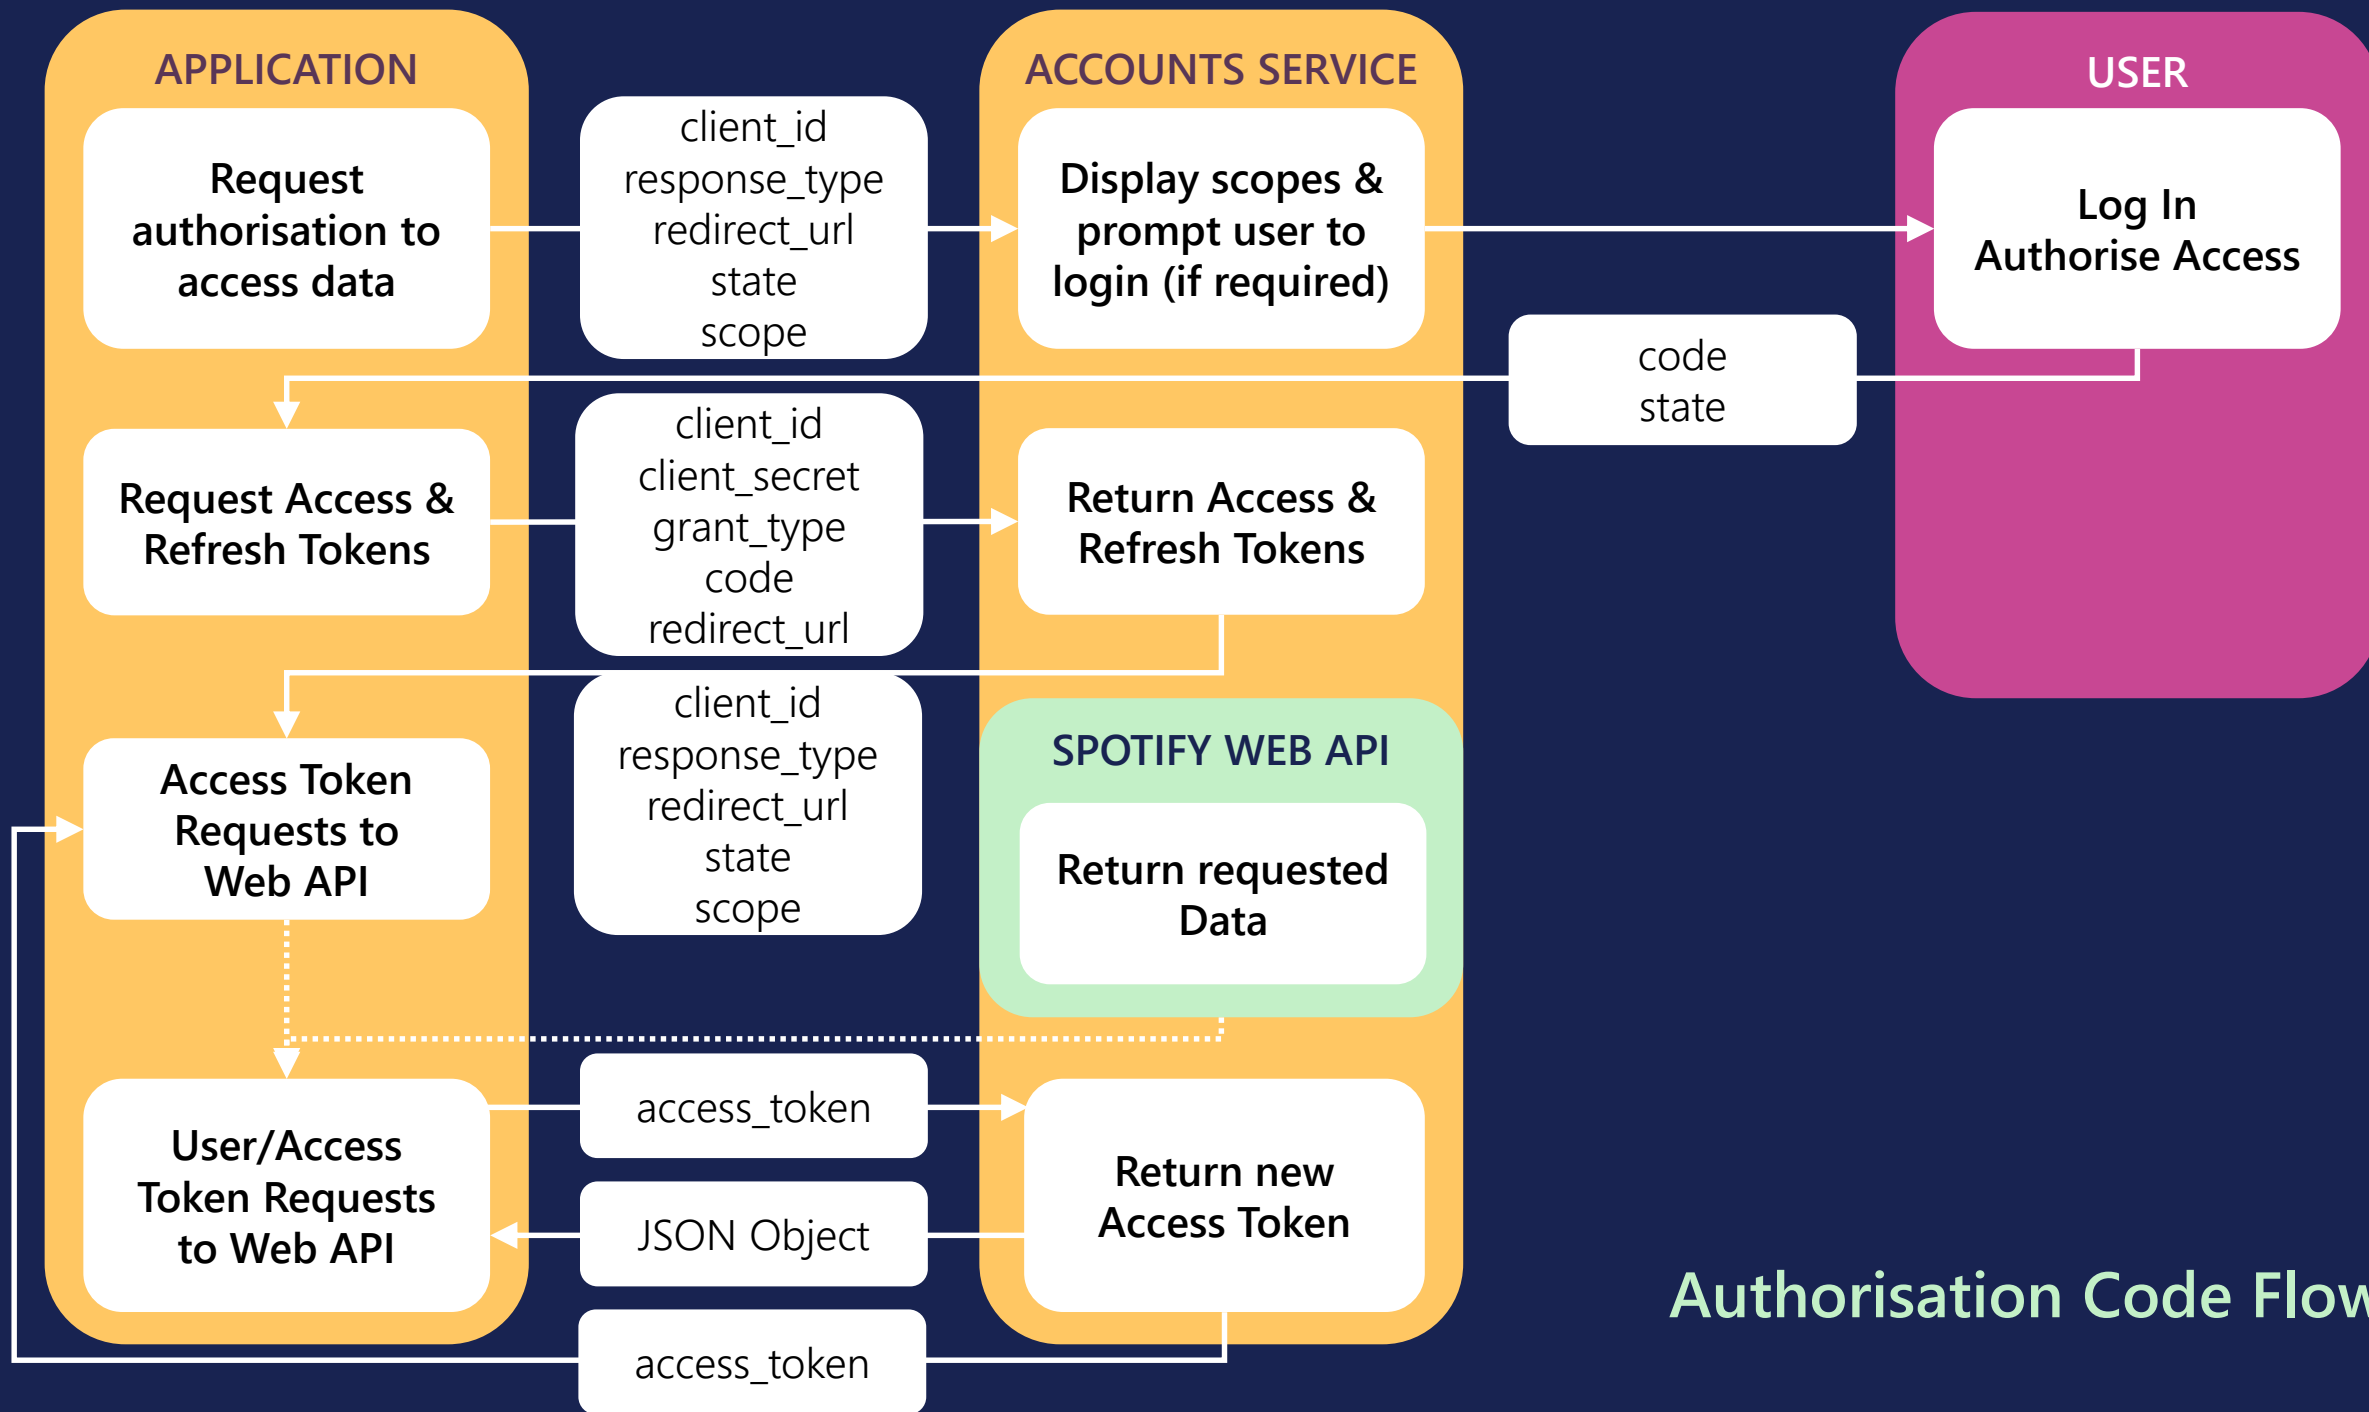 APPLICATION
ACCOUNTS SERVICE
USER
Request
authorisation to
access data
client_id
response_type
redirect_url
state
scope
Display scopes &
prompt user to
login (if required)
Log In
Authorise Access
code
state
Request Access &
Refresh Tokens
client_id
client_secret
grant_type
code
redirect_url
Return Access &
Refresh Tokens
Access Token
Requests to
Web API
client_id
response_type
redirect_url
state
scope
SPOTIFY WEB API
Return requested
Data
User/Access
Token Requests
to Web API
access_token
JSON Object
access_token
Return new
Access Token
Authorisation Code Flow